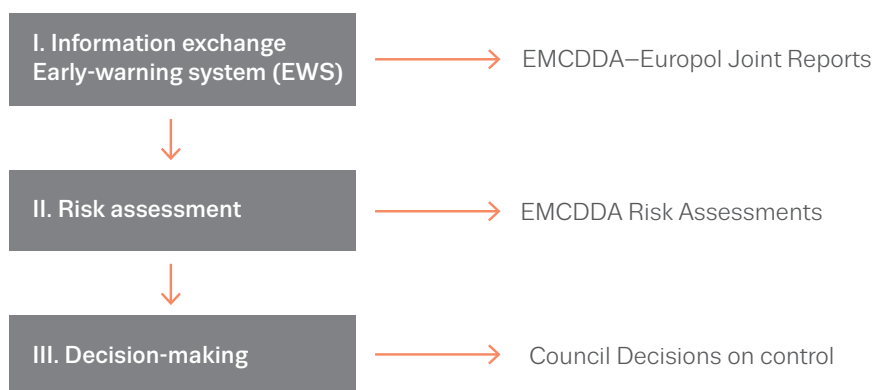 I. Information exchange
Early-warning system (EWS)
EMCDDA–Europol Joint Reports
II. Risk assessment
EMCDDA Risk Assessments
III. Decision-making
Council Decisions on control